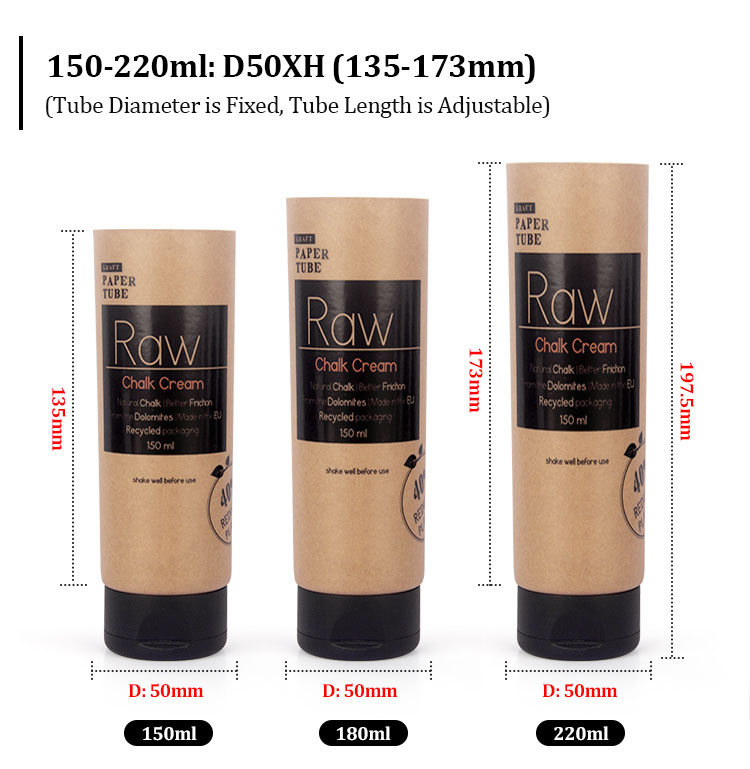 150-220ml: D50XH (135-173mm)
(Tube Diameter is Fixed, Tube Length is Adjustable)
KRAFT
PAPER
TUBE
Raw
Chalk Cream
Natural Chalk | Better Friction
From the Dolomites | Made in the EU
Recycled packaging
150 ml
shake well before use
135mm
D: 50mm
150ml
KRAFT
PAPER
TUBE
Raw
Chalk Cream
Natural Chalk | Better Friction
From the Dolomites | Made in the EU
Recycled packaging
150 ml
shake well before use
D: 50mm
180ml
KRAFT
PAPER
TUBE
Raw
Chalk Cream
Natural Chalk | Better Friction
From the Dolomites | Made in the EU
Recycled packaging
150 ml
shake well before use
173mm
197.5mm
D: 50mm
220ml